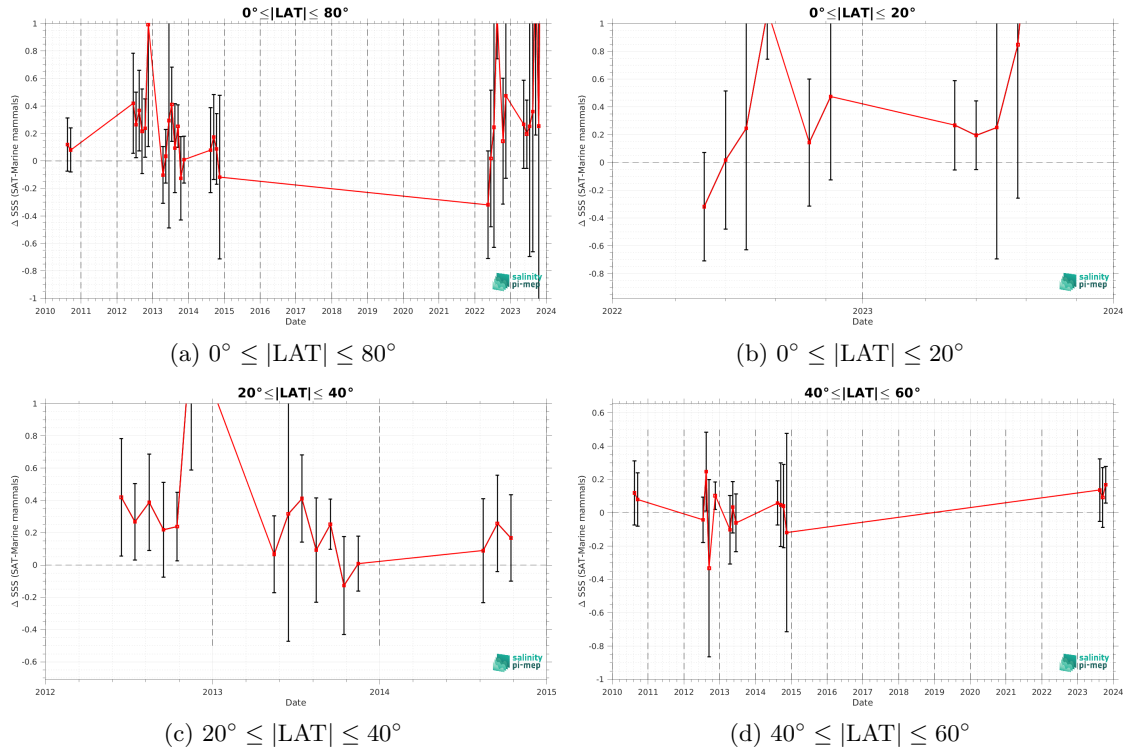 0°≤|LAT|≤ 80°
Δ SSS (SAT-Marine mammals)
1
0.8
0.6
0.4
0.2
0
-0.2
-0.4
-0.6
-0.8
-1
2010 2011 2012 2013 2014 2015 2016 2017 2018 2019 2020 2021 2022 2023 2024
Date
salinity
pi-mep
(a) 0° ≤ |LAT| ≤ 80°
0°≤|LAT|≤ 20°
Δ SSS (SAT-Marine mammals)
1
0.8
0.6
0.4
0.2
0
-0.2
-0.4
-0.6
-0.8
2022 2023 2024
Date
salinity
pi-mep
(b) 0° ≤ |LAT| ≤ 20°
20°≤|LAT|≤ 40°
Δ SSS (SAT-Marine mammals)
1
0.8
0.6
0.4
0.2
0
-0.2
-0.4
-0.6
2012 2013 2014 2015
Date
salinity
pi-mep
(c) 20° ≤ |LAT| ≤ 40°
40°≤|LAT|≤ 60°
Δ SSS (SAT-Marine mammals)
0.6
0.4
0.2
0
-0.2
-0.4
-0.6
-0.8
-1
2010 2011 2012 2013 2014 2015 2016 2017 2018 2019 2020 2021 2022 2023 2024
Date
salinity
pi-mep
(d) 40° ≤ |LAT| ≤ 60°